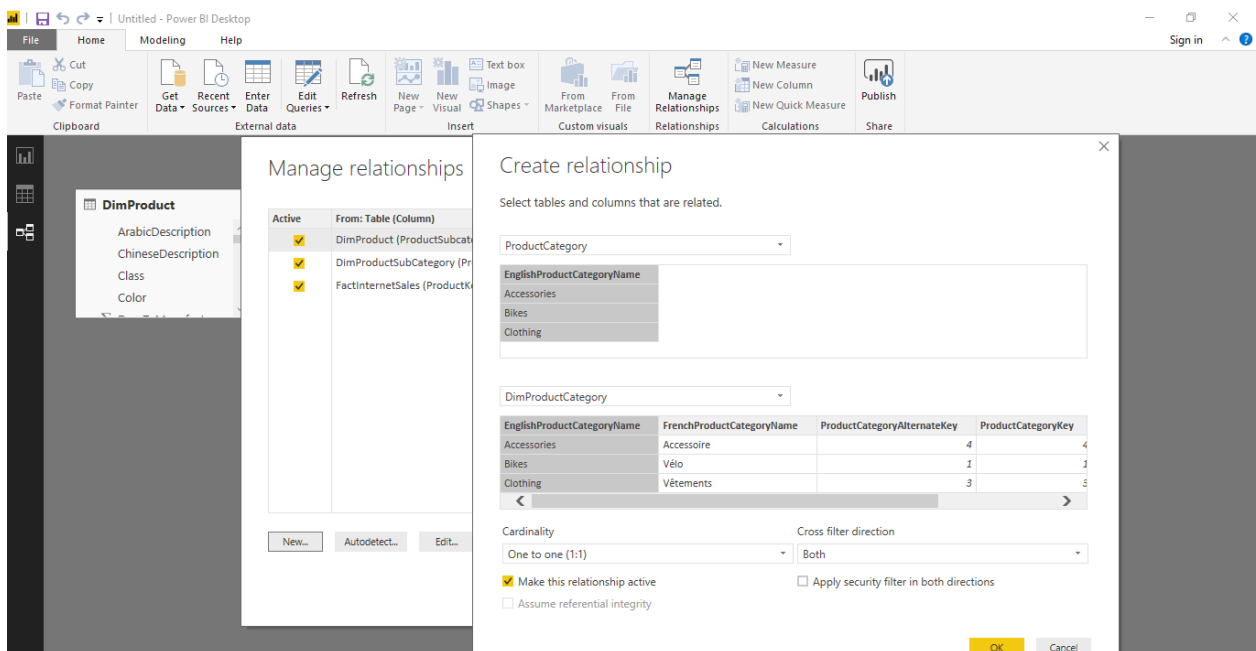 Untitled - Power BI Desktop
File Home Modeling Help Sign in
Paste
Cut
Copy
Format Painter
Clipboard
Get Data
Recent Sources
Enter Data
Edit Queries
Refresh
External data
New Page
New Visual
Text box
Image
Shapes
Insert
From Marketplace
From File
Custom visuals
Manage Relationships
Relationships
New Measure
New Column
New Quick Measure
Calculations
Publish
Share
DimProduct
ArabicDescription
ChineseDescription
Class
Color
Manage relationships
Active From: Table (Column)
DimProduct (ProductSubcate
DimProductSubCategory (Pr
FactInternetSales (ProductKe
New... Autodetect... Edit...
Create relationship
Select tables and columns that are related.
ProductCategory
EnglishProductCategoryName
Accessories
Bikes
Clothing
DimProductCategory
EnglishProductCategoryName FrenchProductCategoryName ProductCategoryAlternateKey ProductCategoryKey
Accessories Accessoire 4 4
Bikes Vélo 1 1
Clothing Vêtements 3 3
Cardinality Cross filter direction
One to one (1:1) Both
Make this relationship active Apply security filter in both directions
Assume referential integrity
OK Cancel